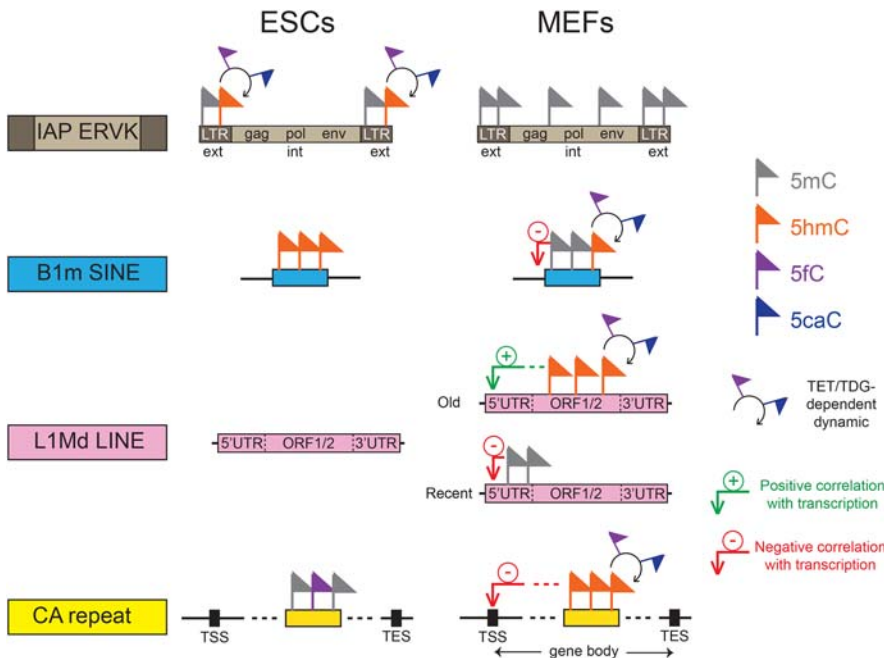 ESCs
MEFs
IAP ERVK
LTR gag pol env LTR
ext int ext
LTR gag pol env LTR
ext int ext
5mC
5hmC
5fC
5caC
B1m SINE
-
L1Md LINE
5'UTR ORF1/2 3'UTR
+
Old
5'UTR ORF1/2 3'UTR
-
Recent
5'UTR ORF1/2 3'UTR
TET/TDG-
dependent
dynamic
+
Positive correlation
with transcription
-
Negative correlation
with transcription
CA repeat
TSS TES
-
TSS TES
gene body